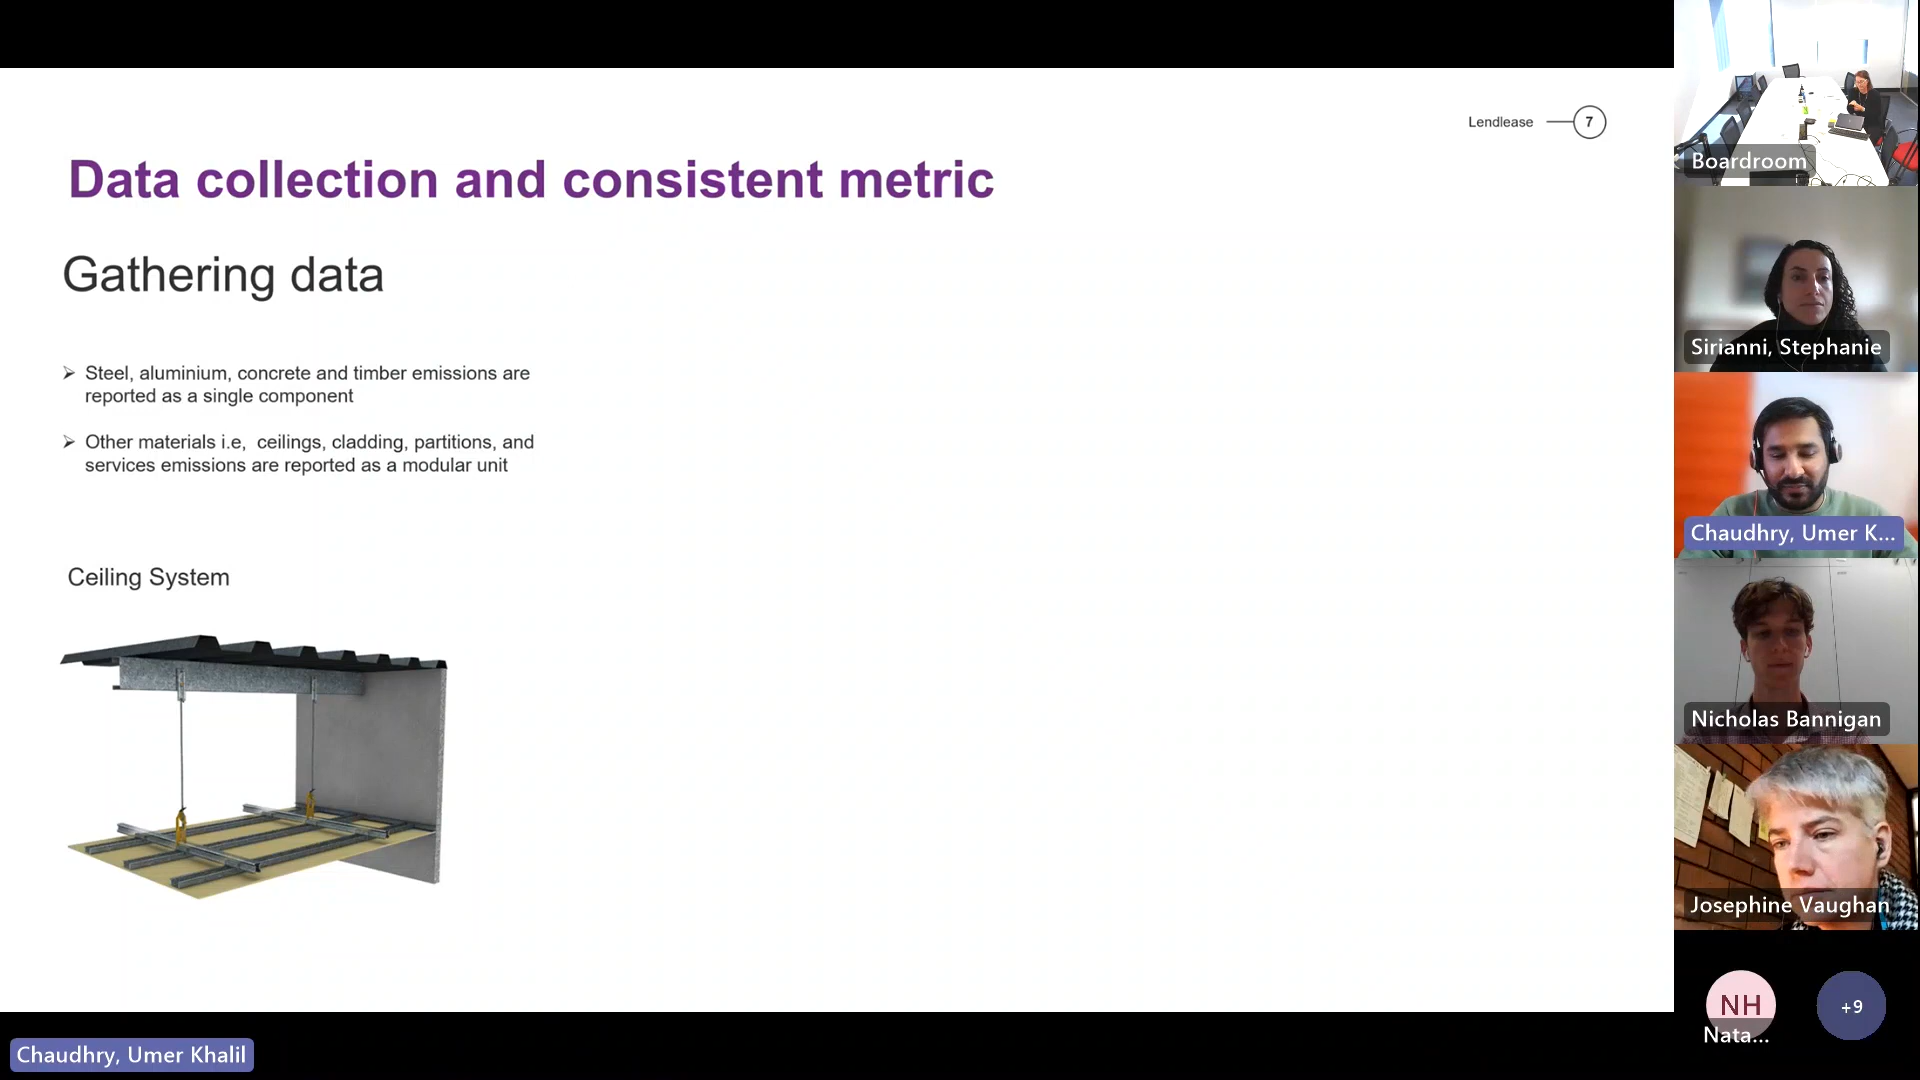 Lendlease
7
Data collection and consistent metric
Gathering data
➢ Steel, aluminium, concrete and timber emissions are
reported as a single component
➢ Other materials i.e, ceilings, cladding, partitions, and
services emissions are reported as a modular unit
Ceiling System
Boardroom
Sirianni, Stephanie
Chaudhry, Umer K...
Nicholas Bannigan
Josephine Vaughan
NH
Nata...
+9
Chaudhry, Umer Khalil